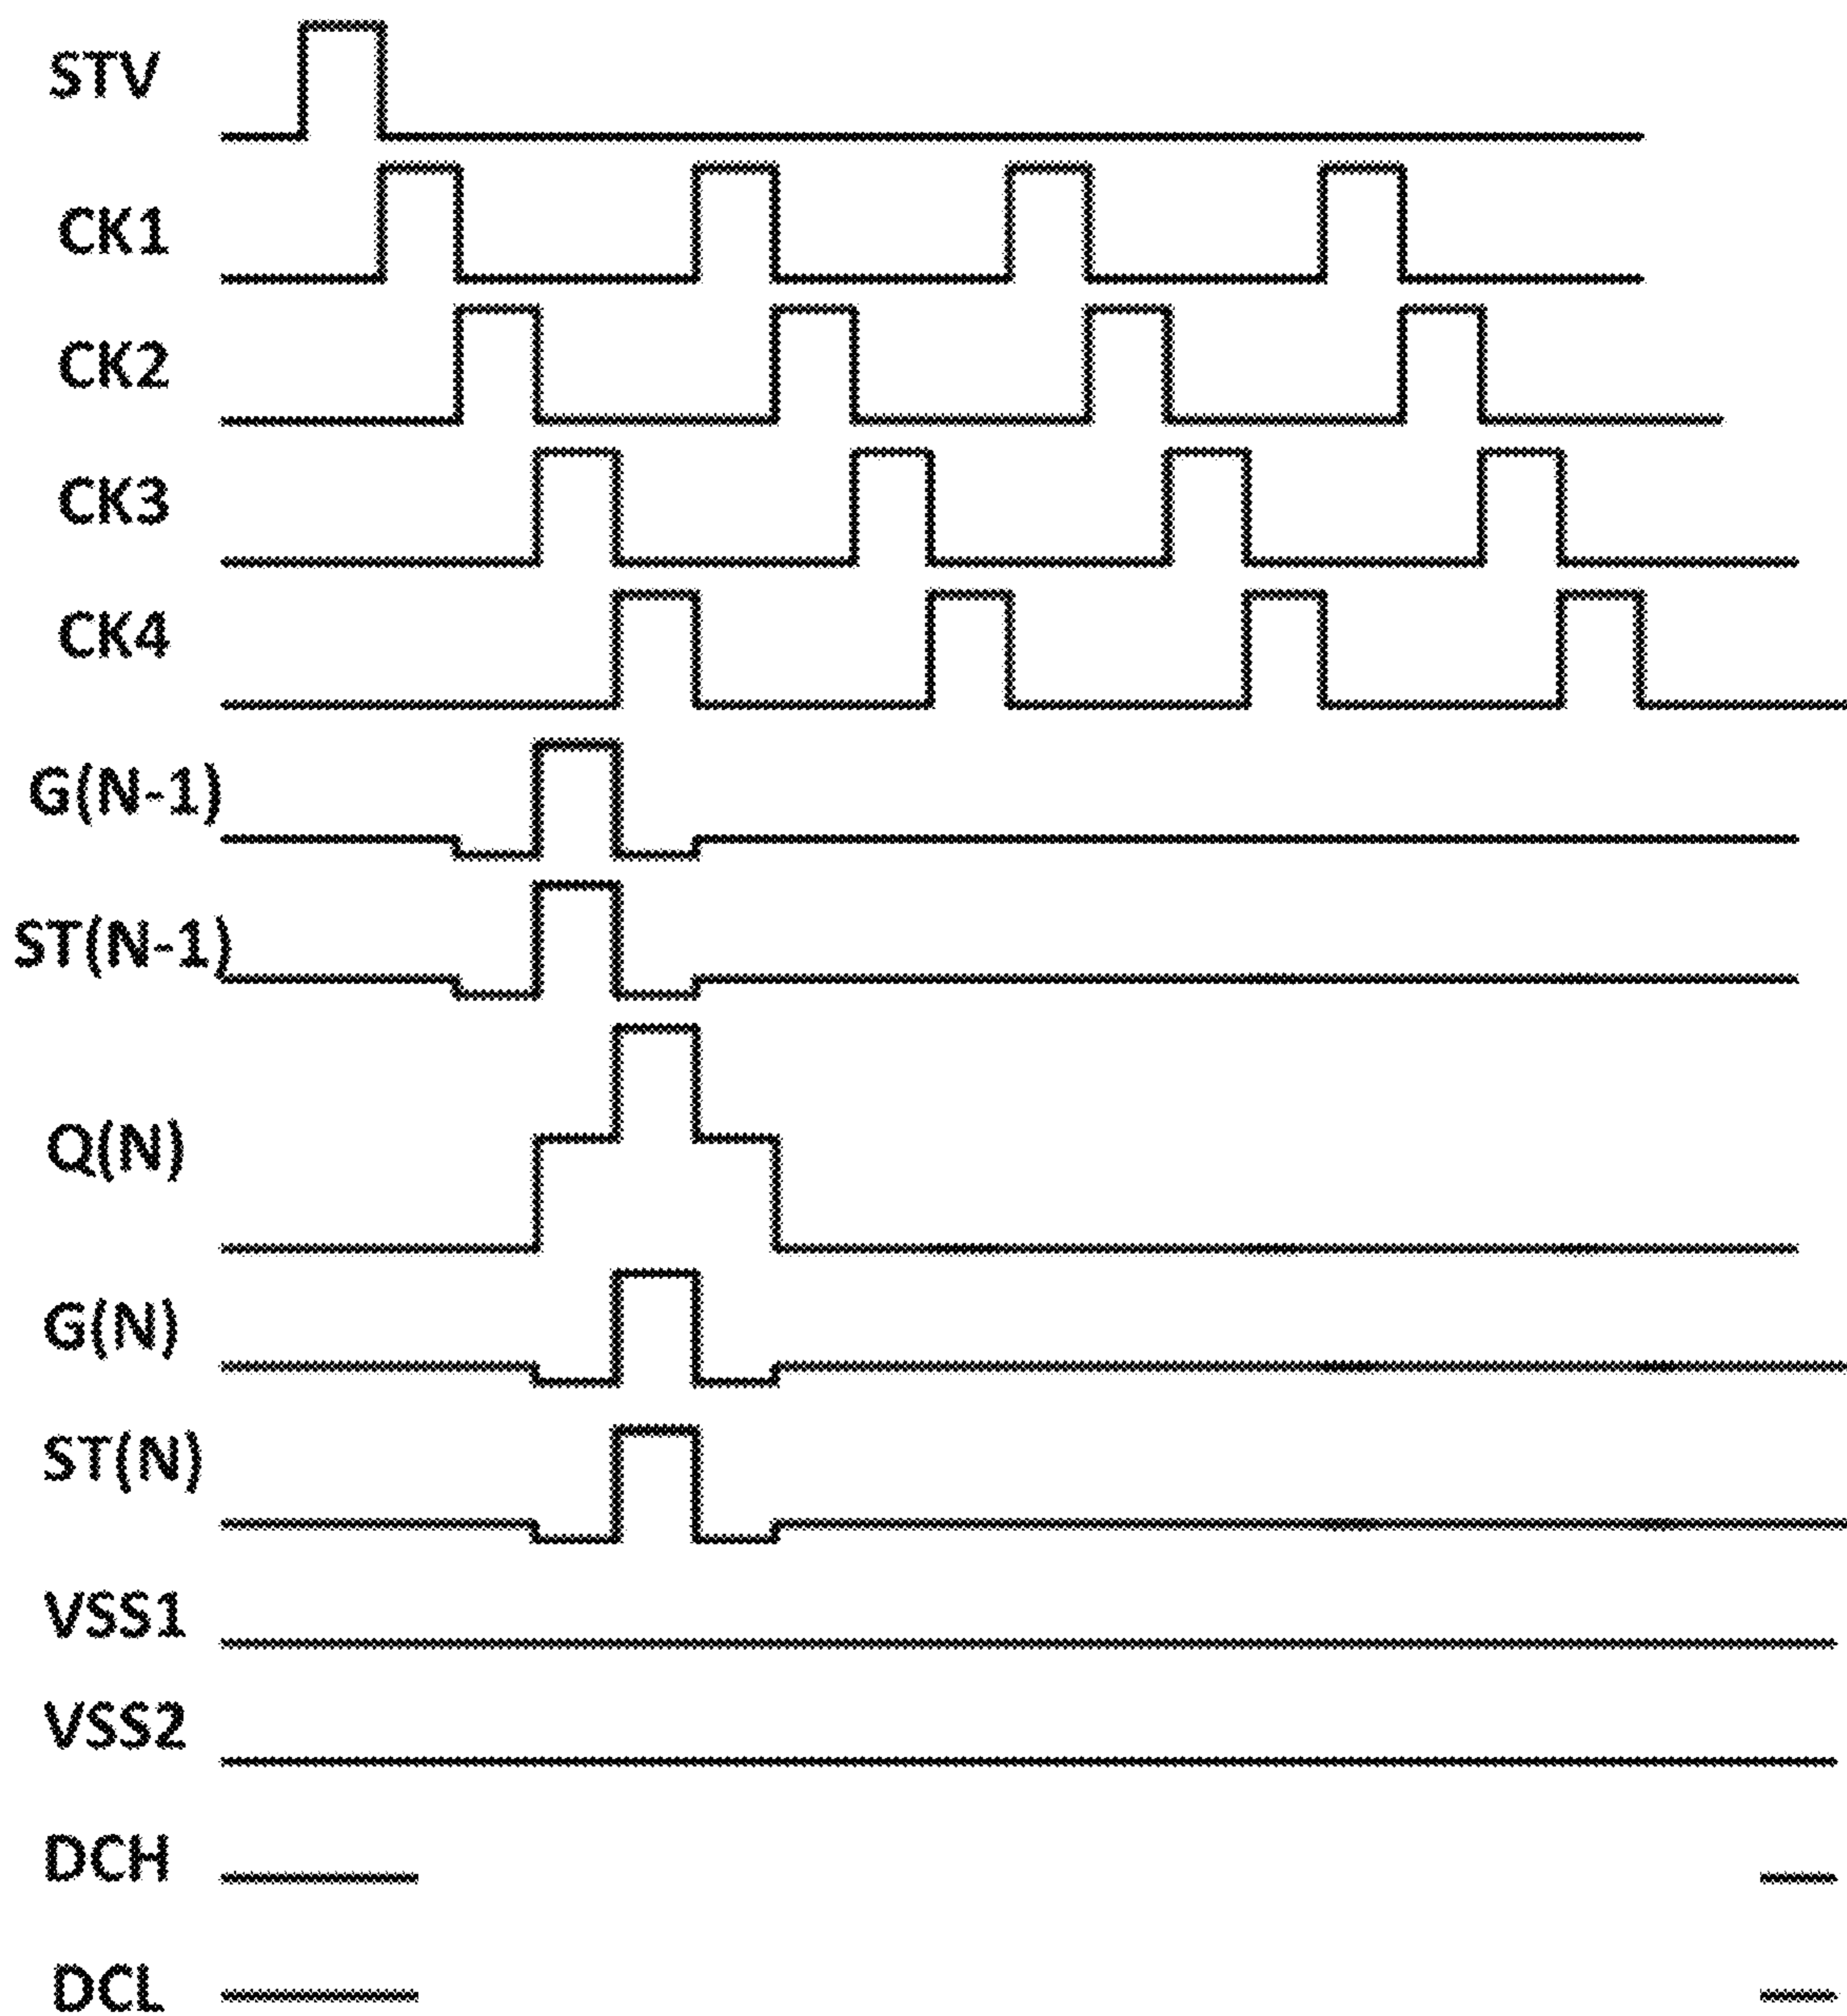 STV
CK1
CK2
CK3
CK4
G(N-1)
ST(N-1)
Q(N)
G(N)
ST(N)
VSS1
VSS2
DCH
DCL